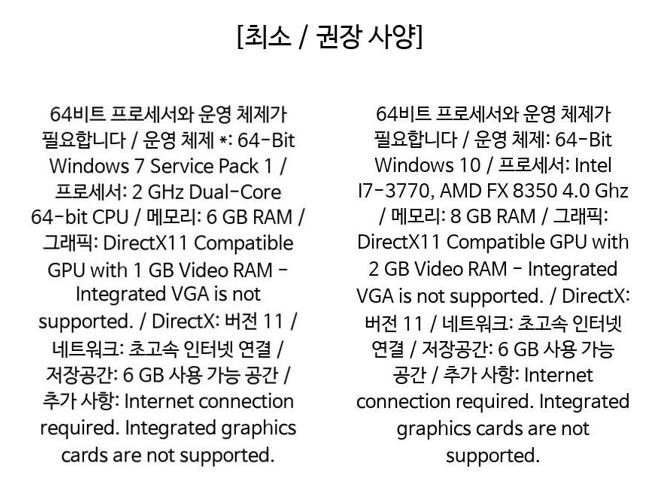 [최소 / 권장 사양]
64비트 프로세서와 운영 체제가
필요합니다 / 운영 체제 *: 64-Bit
Windows 7 Service Pack 1 /
프로세서: 2 GHz Dual-Core
64-bit CPU / 메모리: 6 GB RAM /
그래픽: DirectX11 Compatible
GPU with 1 GB Video RAM -
Integrated VGA is not
supported. / DirectX: 버전 11 /
네트워크: 초고속 인터넷 연결 /
저장공간: 6 GB 사용 가능 공간 /
추가 사항: Internet connection
required. Integrated graphics
cards are not supported.
64비트 프로세서와 운영 체제가
필요합니다 / 운영 체제: 64-Bit
Windows 10 / 프로세서: Intel
I7-3770, AMD FX 8350 4.0 Ghz
/ 메모리: 8 GB RAM / 그래픽:
DirectX11 Compatible GPU with
2 GB Video RAM - Integrated
VGA is not supported. / DirectX:
버전 11 / 네트워크: 초고속 인터넷
연결 / 저장공간: 6 GB 사용 가능
공간 / 추가 사항: Internet
connection required. Integrated
graphics cards are not
supported.